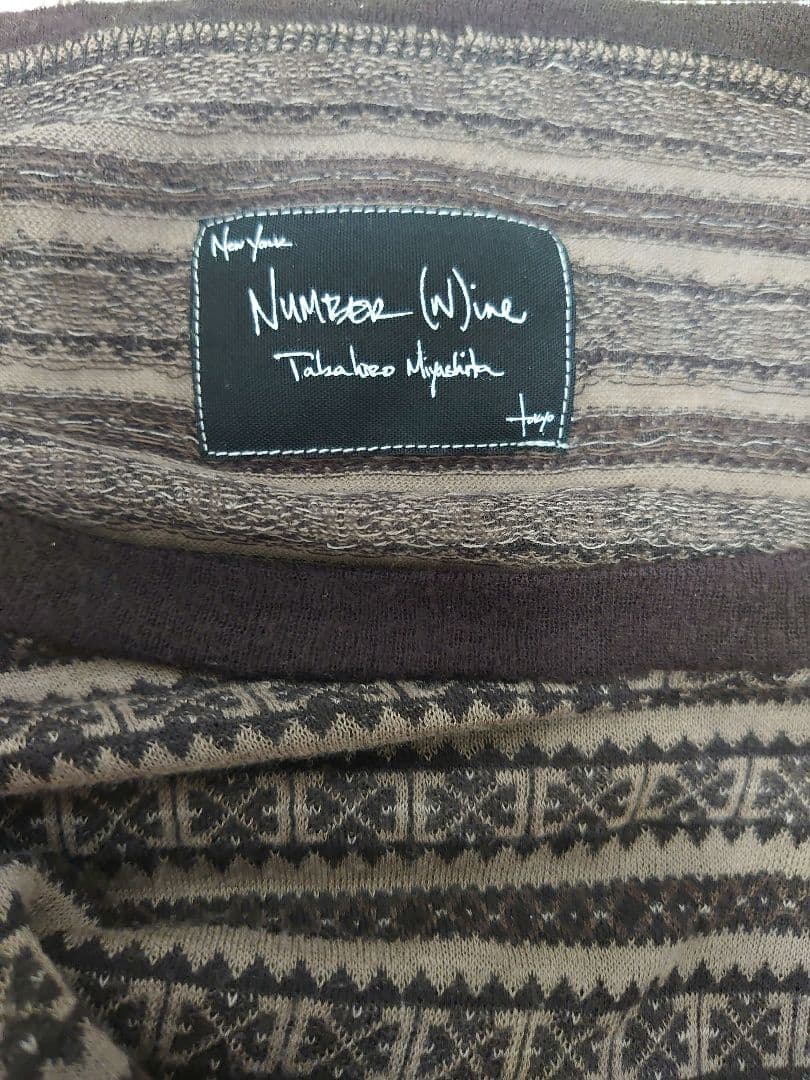 New York
NUMBER (N)ine
Takahiro Miyashita
tokyo